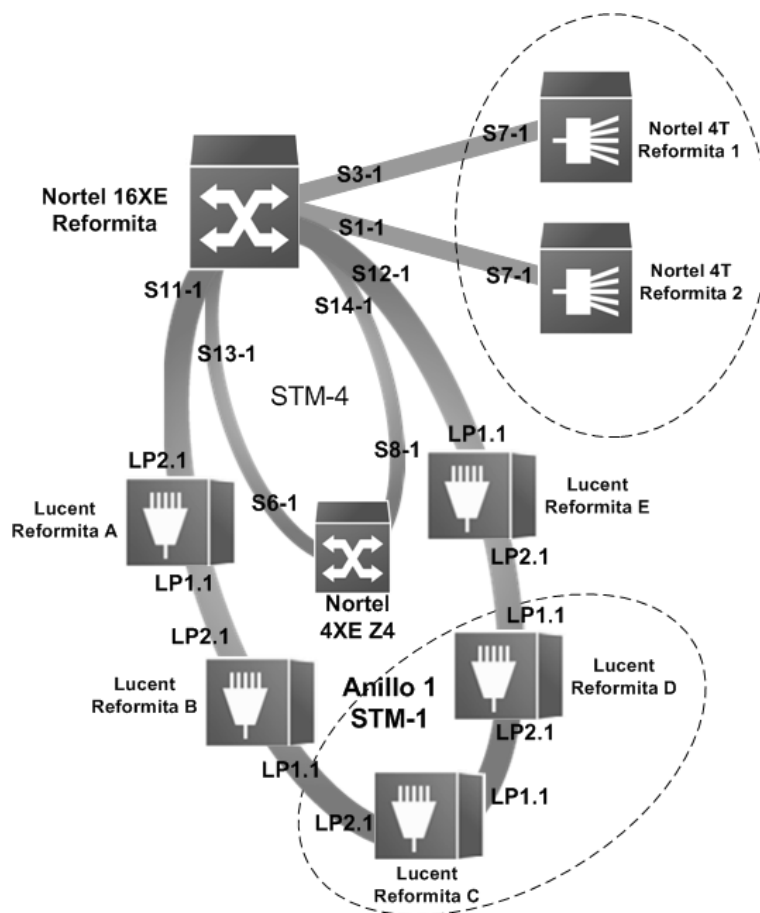 S7-1
Nortel 4T
Reformita 1
S3-1
Nortel 16XE
Reformita
S1-1
S7-1
Nortel 4T
Reformita 2
S12-1
S11-1
S14-1
S13-1
STM-4
S8-1
LP1.1
LP2.1
Lucent
Reformita E
S6-1
Lucent
Reformita A
LP2.1
LP1.1
Nortel
4XE Z4
LP1.1
LP2.1
Lucent
Reformita D
Lucent
Reformita B
Anillo 1
STM-1
LP2.1
LP1.1
LP1.1
LP2.1
Lucent
Reformita C